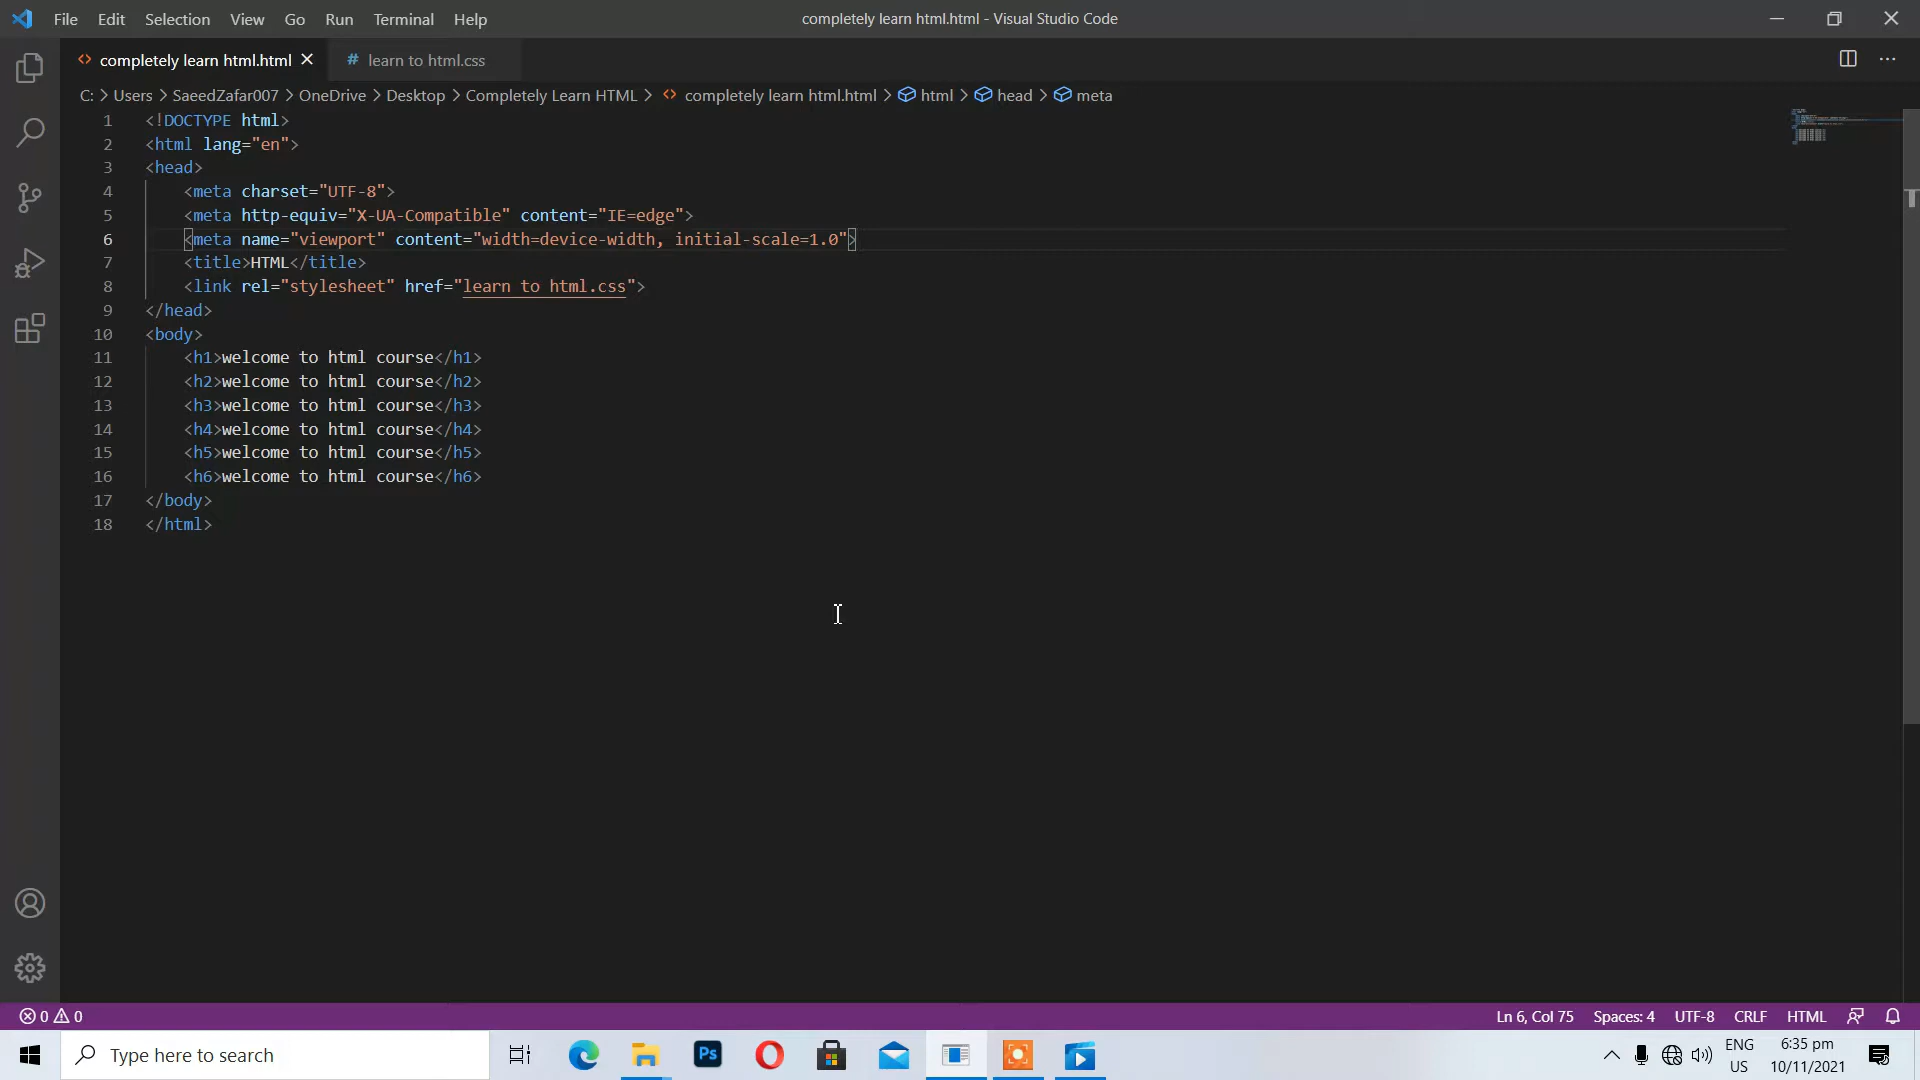 File Edit Selection View Go Run Terminal Help completely learn html.html - Visual Studio Code
completely learn html.html # learn to html.css
C: > Users > SaeedZafar007 > OneDrive > Desktop > Completely Learn HTML > completely learn html.html > html > head > meta
1 <!DOCTYPE html>
2 <html lang="en">
3 <head>
4 <meta charset="UTF-8">
5 <meta http-equiv="X-UA-Compatible" content="IE=edge">
6 <meta name="viewport" content="width=device-width, initial-scale=1.0">
7 <title>HTML</title>
8 <link rel="stylesheet" href="learn to html.css">
9 </head>
10 <body>
11 <h1>welcome to html course</h1>
12 <h2>welcome to html course</h2>
13 <h3>welcome to html course</h3>
14 <h4>welcome to html course</h4>
15 <h5>welcome to html course</h5>
16 <h6>welcome to html course</h6>
17 </body>
18 </html>
0 0 Ln 6, Col 75 Spaces: 4 UTF-8 CRLF HTML
Type here to search Ps ENG US 6:35 pm 10/11/2021